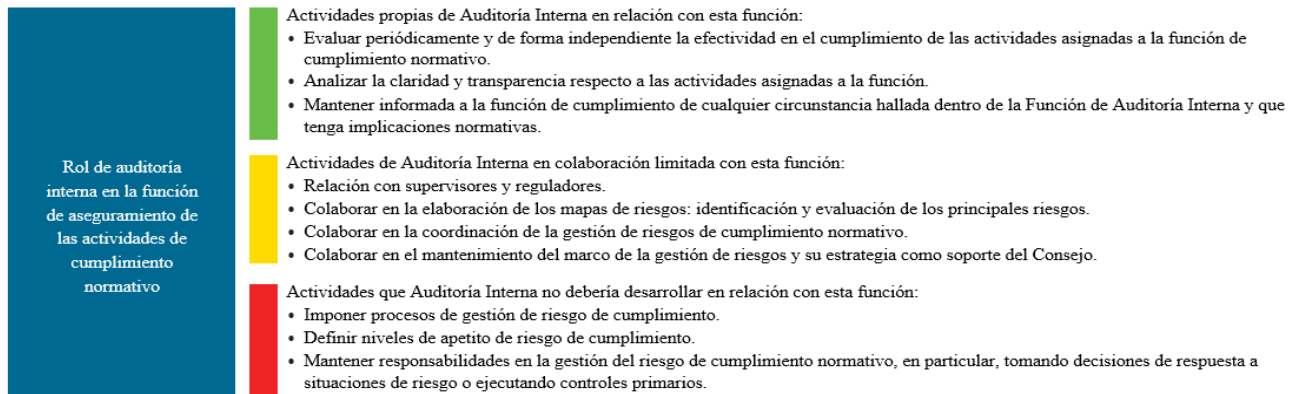 Rol de auditoría
interna en la función
de aseguramiento de
las actividades de
cumplimiento
normativo
Actividades propias de Auditoría Interna en relación con esta función:
• Evaluar periódicamente y de forma independiente la efectividad en el cumplimiento de las actividades asignadas a la función de
cumplimiento normativo.
• Analizar la claridad y transparencia respecto a las actividades asignadas a la función.
• Mantener informada a la función de cumplimiento de cualquier circunstancia hallada dentro de la Función de Auditoría Interna y que
tenga implicaciones normativas.
Actividades de Auditoría Interna en colaboración limitada con esta función:
• Relación con supervisores y reguladores.
• Colaborar en la elaboración de los mapas de riesgos: identificación y evaluación de los principales riesgos.
• Colaborar en la coordinación de la gestión de riesgos de cumplimiento normativo.
• Colaborar en el mantenimiento del marco de la gestión de riesgos y su estrategia como soporte del Consejo.
Actividades que Auditoría Interna no debería desarrollar en relación con esta función:
• Imponer procesos de gestión de riesgo de cumplimiento.
• Definir niveles de apetito de riesgo de cumplimiento.
• Mantener responsabilidades en la gestión del riesgo de cumplimiento normativo, en particular, tomando decisiones de respuesta a
situaciones de riesgo o ejecutando controles primarios.